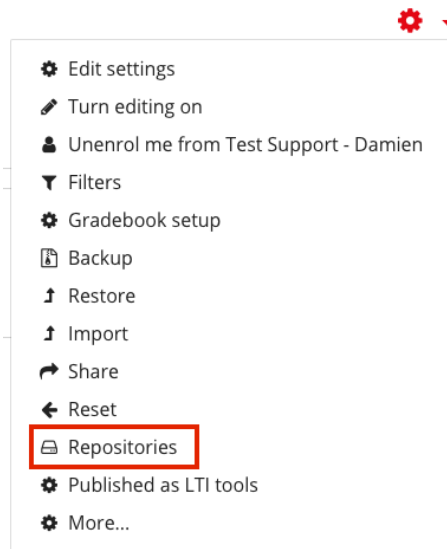 Edit settings
Turn editing on
Unenrol me from Test Support - Damien
Filters
Gradebook setup
Backup
Restore
Import
Share
Reset
Repositories
Published as LTI tools
More...